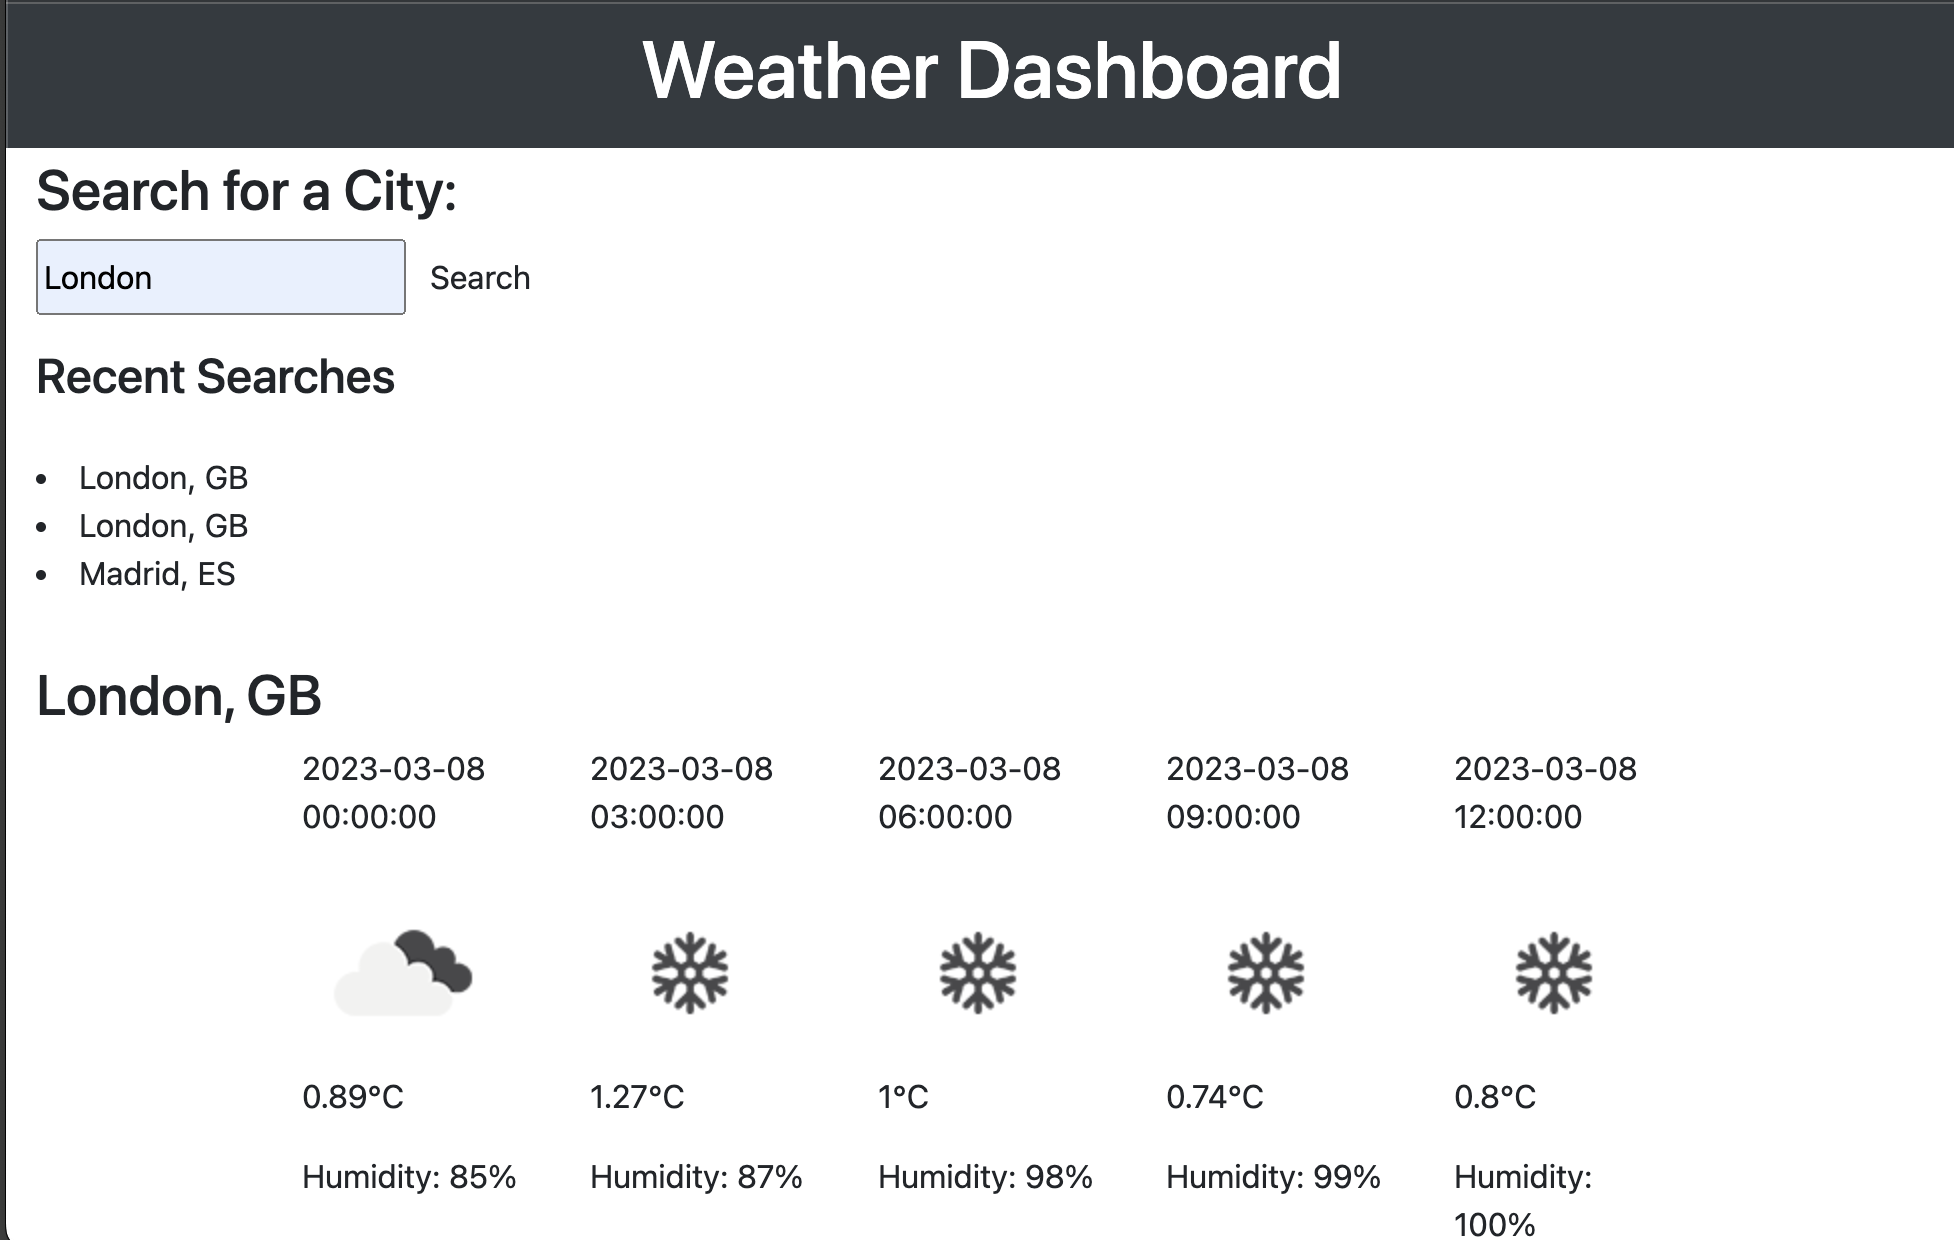 Weather Dashboard
Search for a City:
London Search
Recent Searches
London, GB
London, GB
Madrid, ES
London, GB
2023-03-08 2023-03-08 2023-03-08 2023-03-08 2023-03-08
00:00:00 03:00:00 06:00:00 09:00:00 12:00:00
0.89°C 1.27°C 1°C 0.74°C 0.8°C
Humidity: 85% Humidity: 87% Humidity: 98% Humidity: 99% Humidity:
100%